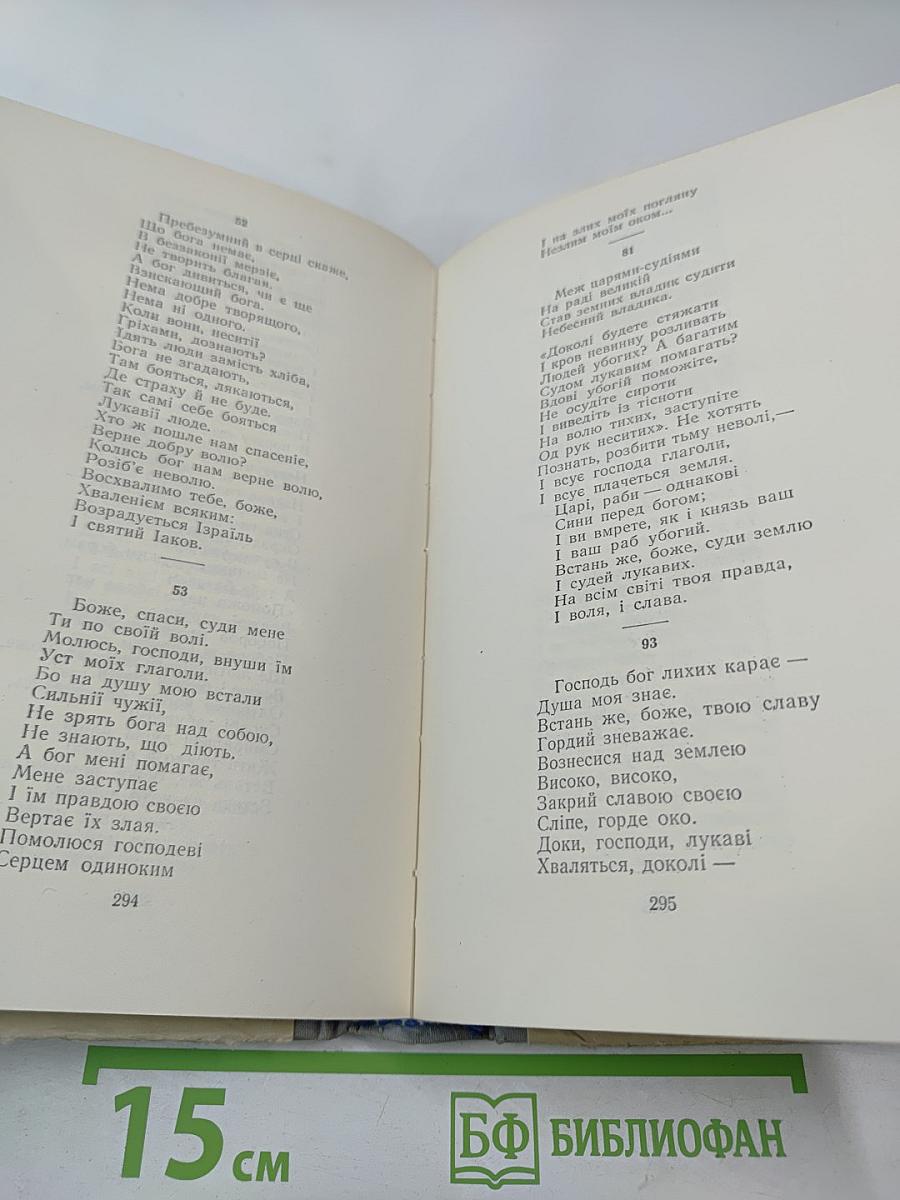 52
Пребезумний в серці скаже,
Що бога немає,
В беззаконії мерзіє,
Не творить благая.
А бог дивиться, чи є ще
Взискающий бога.
Нема добре творящого,
Нема ні одного.
Коли вони, неситії
Гріхами, дознають?
Їдять люди замість хліба,
Бога не згадають,
Там бояться, лякаються,
Де страху й не буде.
Так самі себе бояться
Лукавії люде.
Хто ж пошле нам спасеніє,
Верне добру волю?
Колись бог нам верне волю,
Розіб'є неволю.
Восхвалимо тебе, боже,
Хваленієм всяким:
Возрадується Ізраїль
І святий Іаков.
53
Боже, спаси, суди мене
Ти по своїй волі.
Молюсь, господи, внуши їм
Уст моїх глаголи.
Бо на душу мою встали
Сильнії чужії,
Не зрять бога над собою,
Не знають, що діють.
А бог мені помагає,
Мене заступає
І їм правдою своєю
Вертає їх злая.
Помолюся господеві
Серцем одиноким
294
І на злих моїх погляну
Незлим моїм оком...
81
Меж царями-судіями
На раді великій
Став земних владик судити
Небесний владика.
«Доколі будете стяжати
І кров невинну розливать
Людей убогих? А багатим
Судом лукавим помагать?
Вдові убогій поможіте,
Не осудіте сироти
І виведіть із тісноти
На волю тихих, заступіте
Од рук неситих». Не хотять
Познать, розбити тьму неволі,—
І всує господа глаголи,
І всує плачеться земля.
Царі, раби — однакові
Сини перед богом;
І ви вмрете, як і князь ваш
І ваш раб убогий.
Встань же, боже, суди землю
І судей лукавих.
На всім світі твоя правда,
І воля, і слава.
93
Господь бог лихих карає —
Душа моя знає.
Встань же, боже, твою славу
Гордий зневажає.
Вознесися над землею
Високо, високо,
Закрий славою своєю
Сліпе, горде око.
Доки, господи, лукаві
Хваляться, доколі —
295
15 см
БФ БИБЛИОФАН